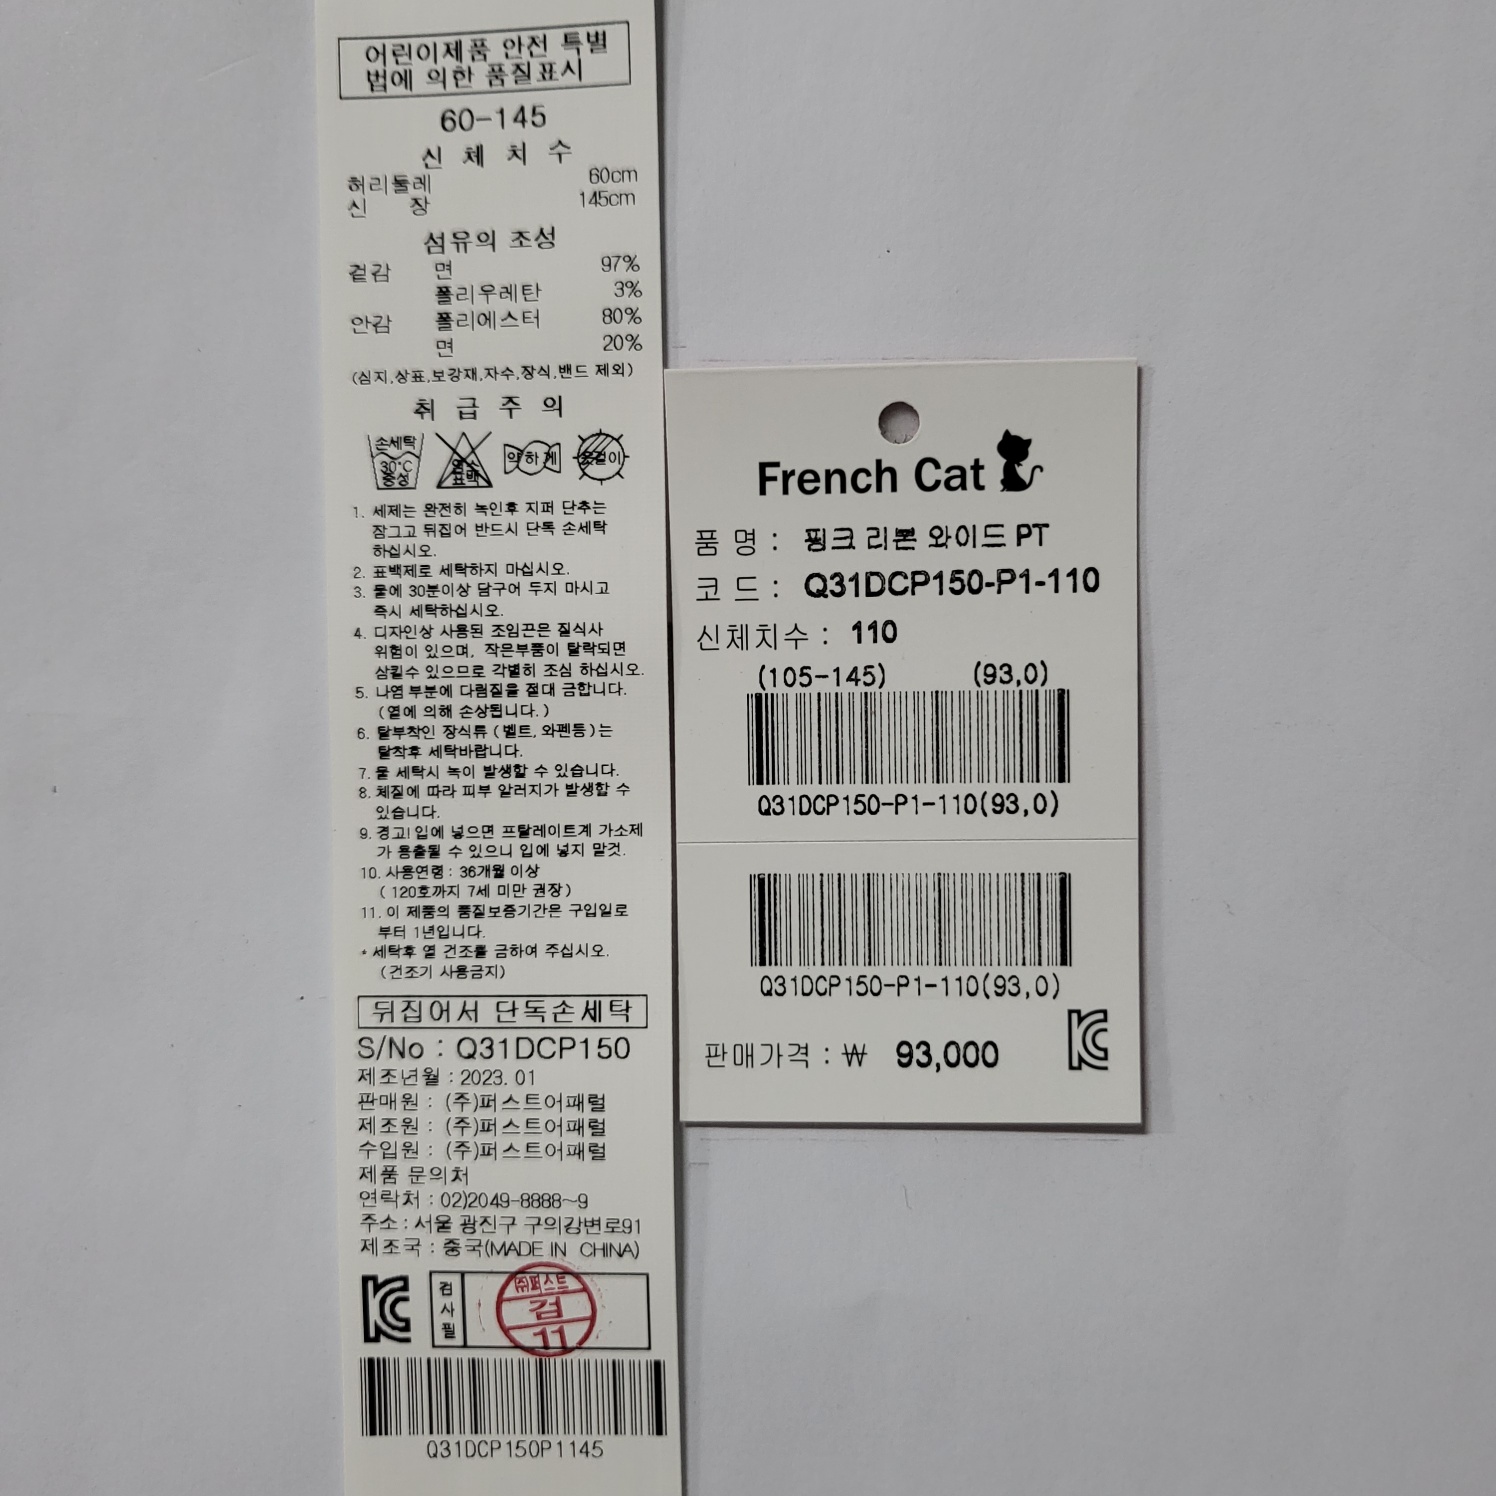 어린이제품 안전 특별
법에 의한 품질표시
60-145
신 체 치 수
허리둘레 60cm
신 장 145cm
섬유의 조성
겉감 면 97%
폴리우레탄 3%
안감 폴리에스터 80%
면 20%
(심지,상표,보강재,자수,장식,밴드 제외)
취 급 주 의
손세탁 30℃ 중성
염소 표백
약하게
옷걸이
1. 세제는 완전히 녹인후 지퍼 단추는
잠그고 뒤집어 반드시 단독 손세탁
하십시오.
2. 표백제로 세탁하지 마십시오.
3. 물에 30분이상 담구어 두지 마시고
즉시 세탁하십시오.
4. 디자인상 사용된 조임끈은 질식사
위험이 있으며, 작은부품이 탈락되면
삼킬수 있으므로 각별히 조심 하십시오.
5. 나염 부분에 다림질을 절대 금합니다.
(열에 의해 손상됩니다.)
6. 탈부착인 장식류 (벨트, 와펜등)는
탈착후 세탁바랍니다.
7. 물 세탁시 녹이 발생할 수 있습니다.
8. 체질에 따라 피부 알러지가 발생할 수
있습니다.
9. 경고! 입에 넣으면 프탈레이트계 가소제
가 용출될 수 있으니 입에 넣지 말것.
10. 사용연령 : 36개월 이상
( 120호까지 7세 미만 권장)
11. 이 제품의 품질보증기간은 구입일로
부터 1년입니다.
* 세탁후 열 건조를 금하여 주십시오.
(건조기 사용금지)
뒤집어서 단독손세탁
S/No : Q31DCP150
제조년월 : 2023. 01
판매원 : (주)퍼스트어패럴
제조원 : (주)퍼스트어패럴
수입원 : (주)퍼스트어패럴
제품 문의처
연락처 : 02)2049-8888~9
주소 : 서울 광진구 구의강변로91
제조국 : 중국(MADE IN CHINA)
KC 검사필 ㈜퍼스트 검 11
Q31DCP150P1145
French Cat
품 명 : 핑크 리본 와이드 PT
코 드 : Q31DCP150-P1-110
신체치수 : 110
(105-145) (93,0)
Q31DCP150-P1-110(93,0)
Q31DCP150-P1-110(93,0)
판매가격 : ₩ 93,000 KC